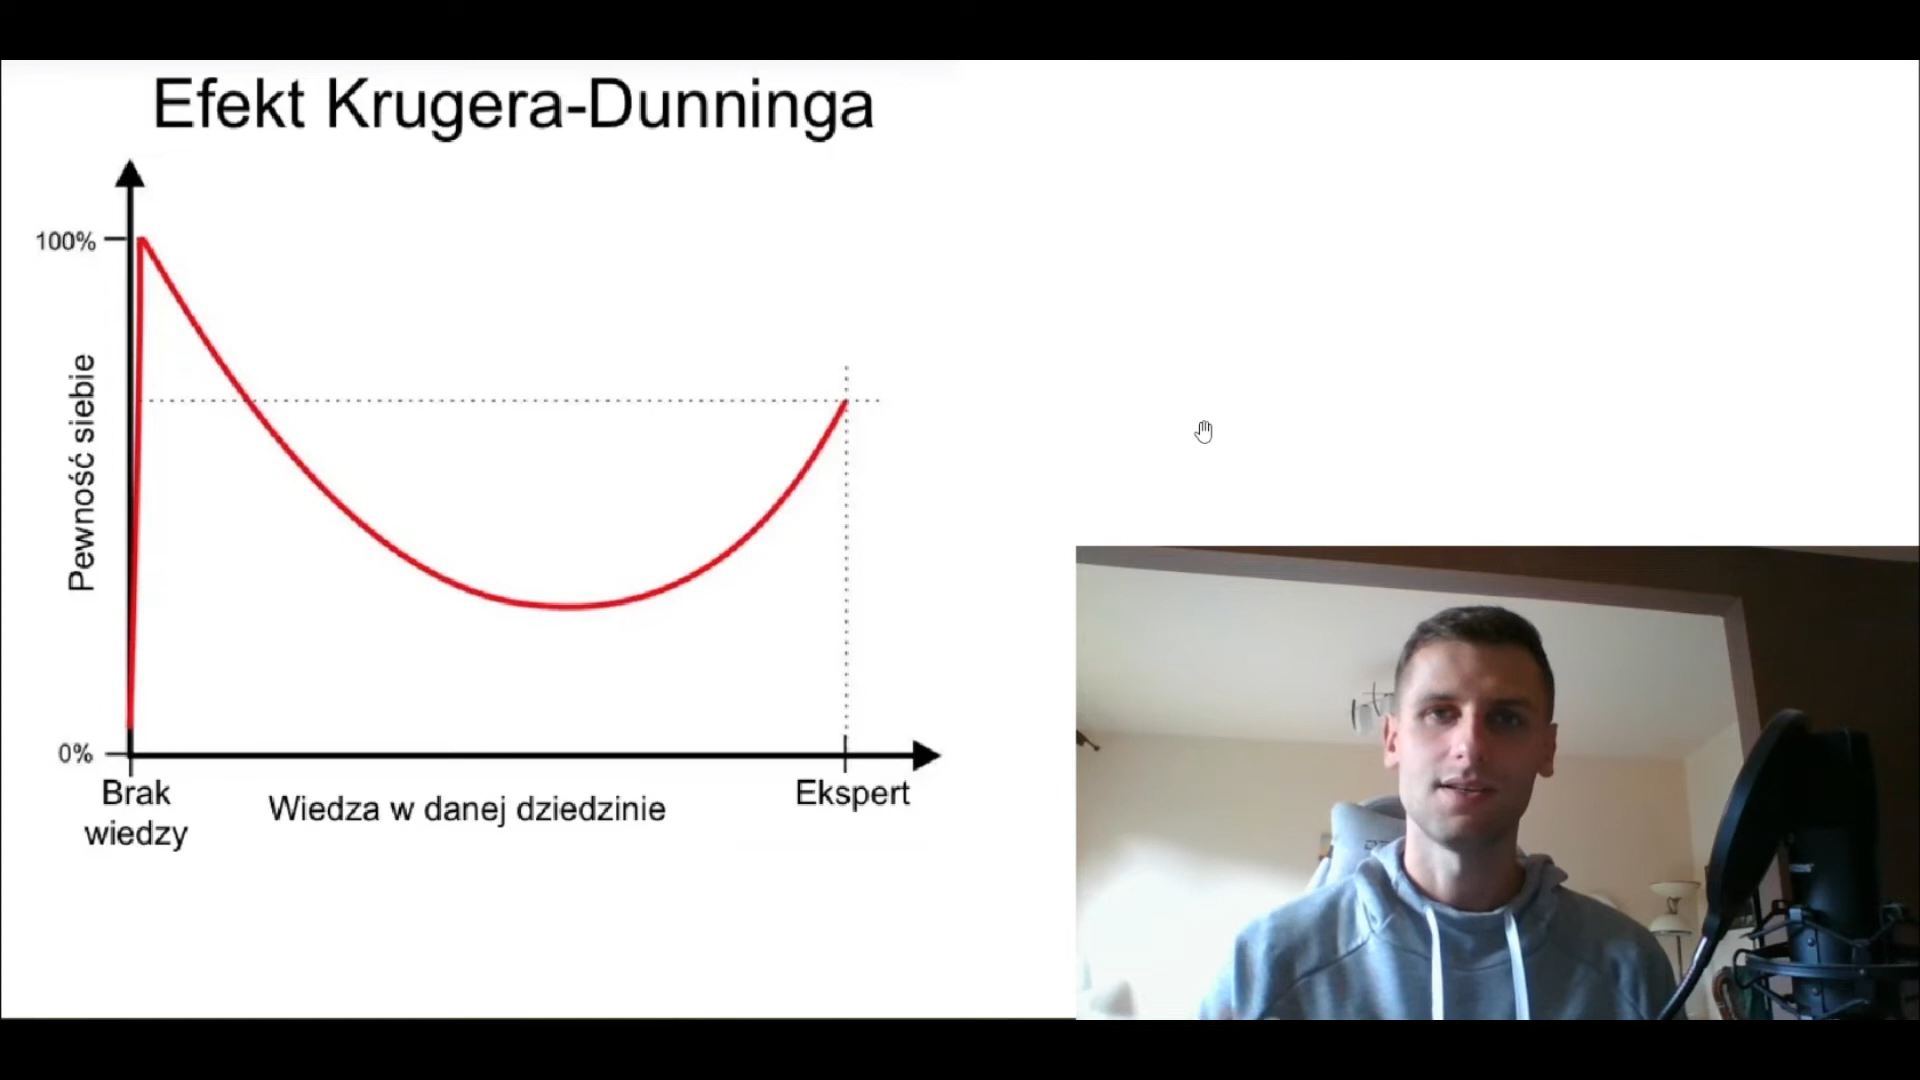 Efekt Krugera-Dunninga
100%
Pewność siebie
0%
Brak
wiedzy
Wiedza w danej dziedzinie
Ekspert